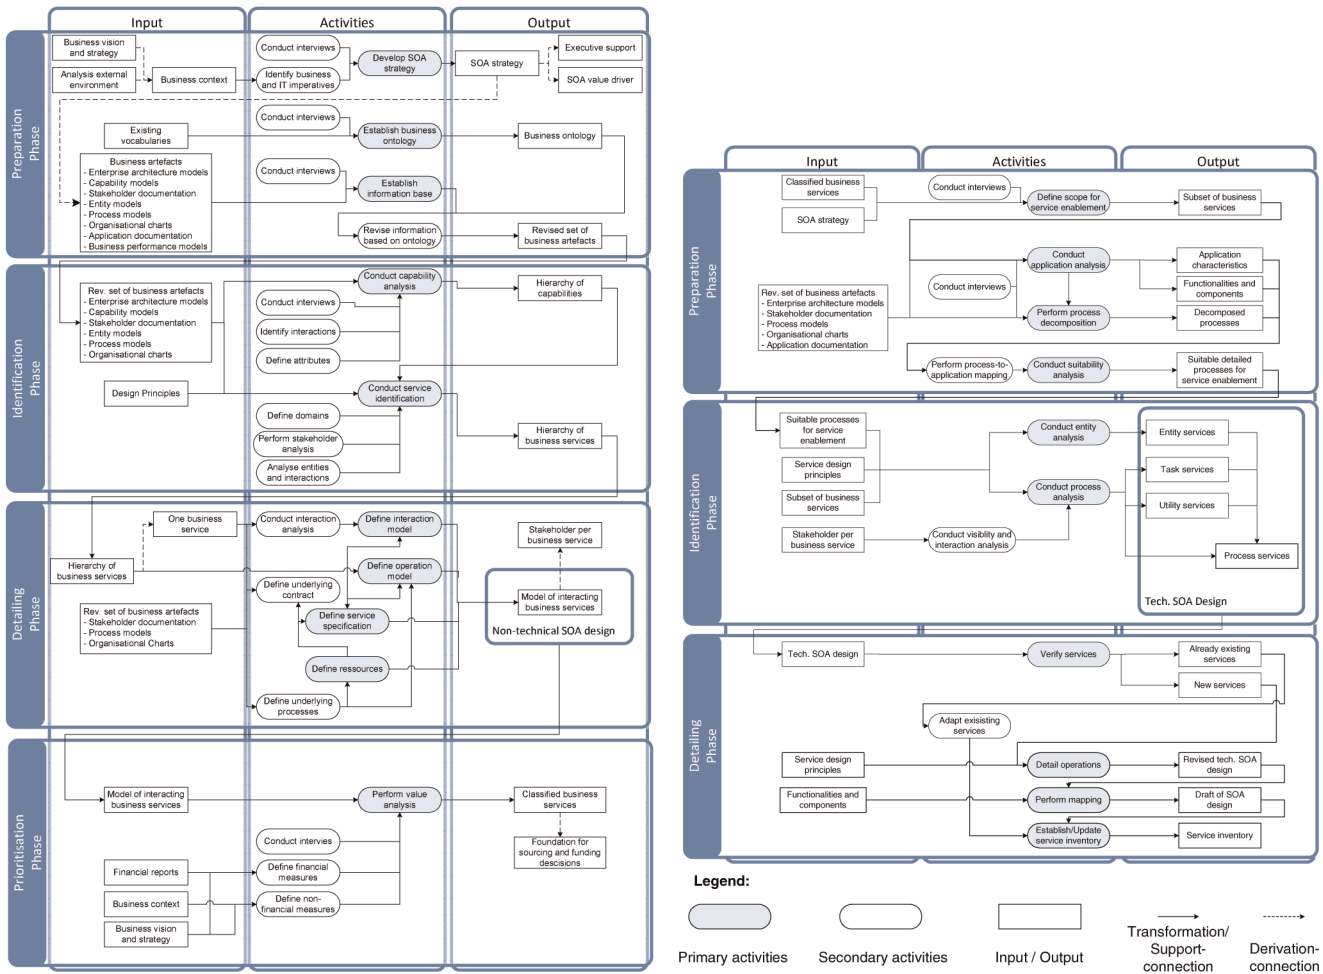 Input
Activities
Output
Preparation
Phase
Business vision
and strategy
Analysis external
environment
Business context
Conduct interviews
Identify business
and IT imperatives
Develop SOA
strategy
SOA strategy
Executive support
SOA value driver
Existing
vocabularies
Conduct interviews
Establish business
ontology
Business ontology
Business artefacts
- Enterprise architecture models
- Capability models
- Stakeholder documentation
- Entity models
- Process models
- Organisational charts
- Application documentation
- Business performance models
Conduct interviews
Establish
information base
Revise information
based on ontology
Revised set of
business artefacts
Identification
Phase
Rev. set of business artefacts
- Enterprise architecture models
- Capability models
- Stakeholder documentation
- Entity models
- Process models
- Organisational charts
Design Principles
Conduct capability
analysis
Conduct interviews
Identify interactions
Define attributes
Conduct service
identification
Define domains
Perform stakeholder
analysis
Analyse entities
and interactions
Hierarchy of
capabilities
Hierarchy of
business services
Detailing
Phase
One business
service
Hierarchy of
business services
Rev. set of business artefacts
- Stakeholder documentation
- Process models
- Organisational Charts
Conduct interaction
analysis
Define interaction
model
Define operation
model
Define underlying
contract
Define service
specification
Define ressources
Define underlying
processes
Stakeholder per
business service
Model of interacting
business services
Non-technical SOA design
Prioritisation
Phase
Model of interacting
business services
Financial reports
Business context
Business vision
and strategy
Perform value
analysis
Conduct intervies
Define financial
measures
Define non-
financial measures
Classified business
services
Foundation for
sourcing and funding
descisions
Input
Activities
Output
Preparation
Phase
Classified business
services
SOA strategy
Conduct interviews
Define scope for
service enablement
Subset of business
services
Rev. set of business artefacts
- Enterprise architecture models
- Stakeholder documentation
- Process models
- Organisational charts
- Application documentation
Conduct
application analysis
Conduct interviews
Perform process
decomposition
Application
characteristics
Functionalities and
components
Decomposed
processes
Perform process-to-
application mapping
Conduct suitability
analysis
Suitable detailed
processes for
service enablement
Identification
Phase
Suitable processes
for service
enablement
Service design
principles
Subset of business
services
Stakeholder per
business service
Conduct entity
analysis
Conduct process
analysis
Conduct visiblity and
interaction analysis
Entity services
Task services
Utility services
Process services
Tech. SOA Design
Detailing
Phase
Tech. SOA design
Verify services
Already existing
services
New services
Adapt exisisting
services
Service design
principles
Detail operations
Revised tech. SOA
design
Functionalities and
components
Perform mapping
Draft of SOA
design
Establish/Update
service inventory
Service inventory
Legend:
Primary activities
Secondary activities
Input / Output
Transformation/
Support-
connection
Derivation-
connection